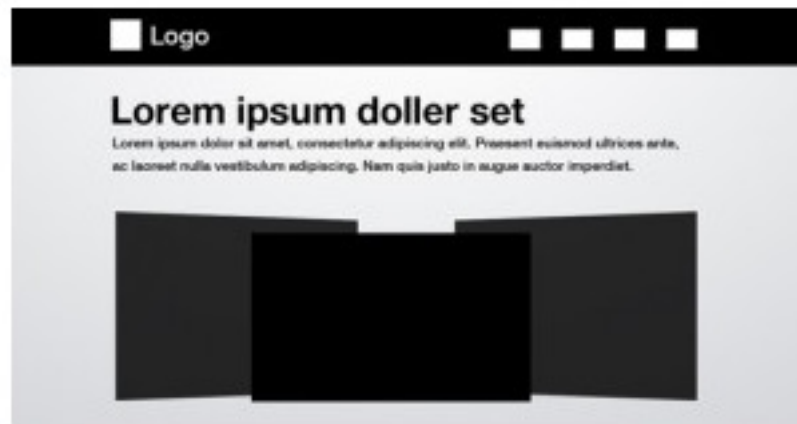 Logo
Lorem ipsum doller set
Lorem ipsum dolor sit amet, consectetur adipiscing elit. Praesent euismod ultrices ante,
ac laoreet nulla vestibulum adipiscing. Nam quis justo in augue auctor imperdiet.